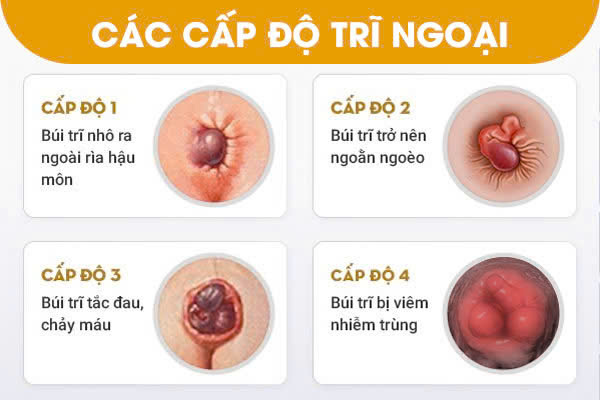 CÁC CẤP ĐỘ TRĨ NGOẠI
CẤP ĐỘ 1
Búi trĩ nhô ra
ngoài rìa hậu
môn
CẤP ĐỘ 2
Búi trĩ trở nên
ngoằn ngoèo
CẤP ĐỘ 3
Búi trĩ tắc đau,
chảy máu
CẤP ĐỘ 4
Búi trĩ bị viêm
nhiễm trùng